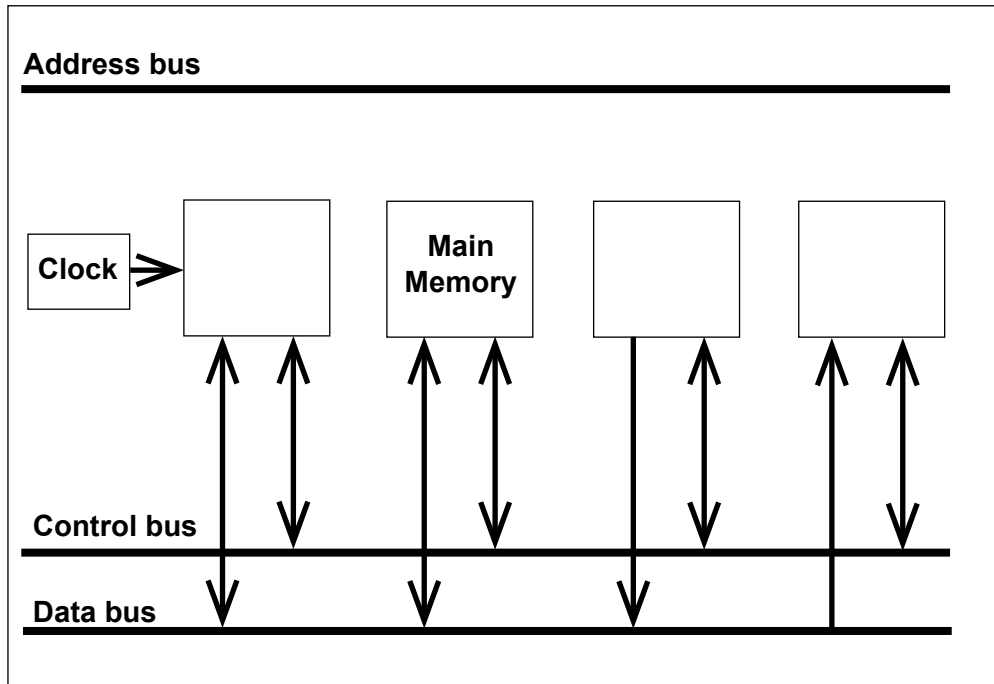 Address bus
Clock
Main
Memory
Control bus
Data bus